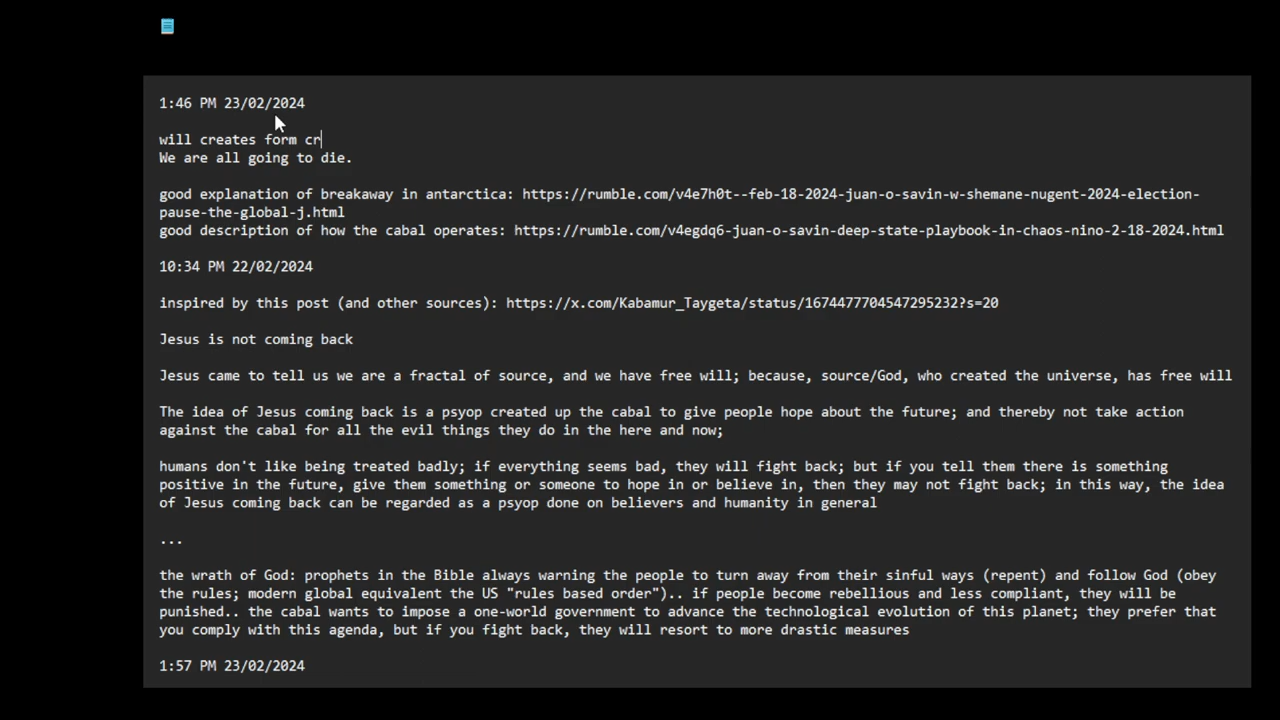 1:46 PM 23/02/2024
will creates form cr
We are all going to die.
good explanation of breakaway in antarctica: https://rumble.com/v4e7h0t--feb-18-2024-juan-o-savin-w-shemane-nugent-2024-election-
pause-the-global-j.html
good description of how the cabal operates: https://rumble.com/v4egdq6-juan-o-savin-deep-state-playbook-in-chaos-nino-2-18-2024.html
10:34 PM 22/02/2024
inspired by this post (and other sources): https://x.com/Kabamur_Taygeta/status/1674477704547295232?s=20
Jesus is not coming back
Jesus came to tell us we are a fractal of source, and we have free will; because, source/God, who created the universe, has free will
The idea of Jesus coming back is a psyop created up the cabal to give people hope about the future; and thereby not take action
against the cabal for all the evil things they do in the here and now;
humans don't like being treated badly; if everything seems bad, they will fight back; but if you tell them there is something
positive in the future, give them something or someone to hope in or believe in, then they may not fight back; in this way, the idea
of Jesus coming back can be regarded as a psyop done on believers and humanity in general
...
the wrath of God: prophets in the Bible always warning the people to turn away from their sinful ways (repent) and follow God (obey
the rules; modern global equivalent the US "rules based order").. if people become rebellious and less compliant, they will be
punished.. the cabal wants to impose a one-world government to advance the technological evolution of this planet; they prefer that
you comply with this agenda, but if you fight back, they will resort to more drastic measures
1:57 PM 23/02/2024